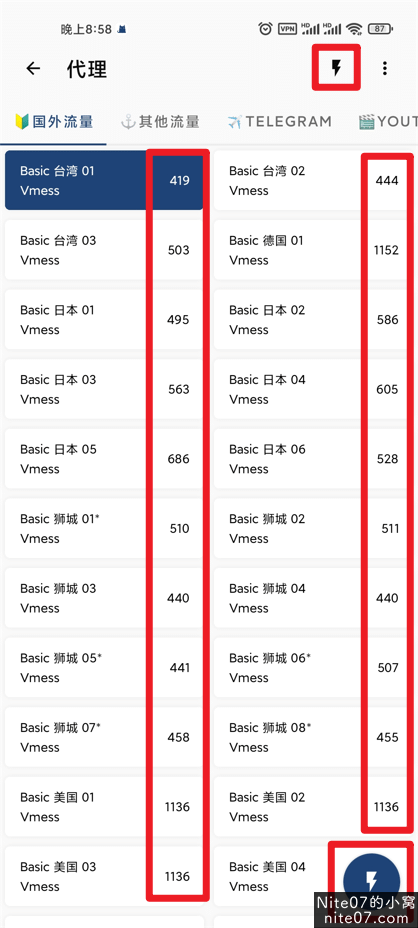 晚上8:58
VPN HD HD 87
代理
国外流量 其他流量 TELEGRAM YOUT
Basic 台湾 01
Vmess
419
Basic 台湾 02
Vmess
444
Basic 台湾 03
Vmess
503
Basic 德国 01
Vmess
1152
Basic 日本 01
Vmess
495
Basic 日本 02
Vmess
586
Basic 日本 03
Vmess
563
Basic 日本 04
Vmess
605
Basic 日本 05
Vmess
686
Basic 日本 06
Vmess
528
Basic 狮城 01*
Vmess
510
Basic 狮城 02
Vmess
511
Basic 狮城 03
Vmess
440
Basic 狮城 04
Vmess
440
Basic 狮城 05*
Vmess
441
Basic 狮城 06*
Vmess
507
Basic 狮城 07*
Vmess
458
Basic 狮城 08*
Vmess
455
Basic 美国 01
Vmess
1136
Basic 美国 02
Vmess
1136
Basic 美国 03
Vmess
1136
Basic 美国 04
Vmess
Nite07的小窝
nite07.com